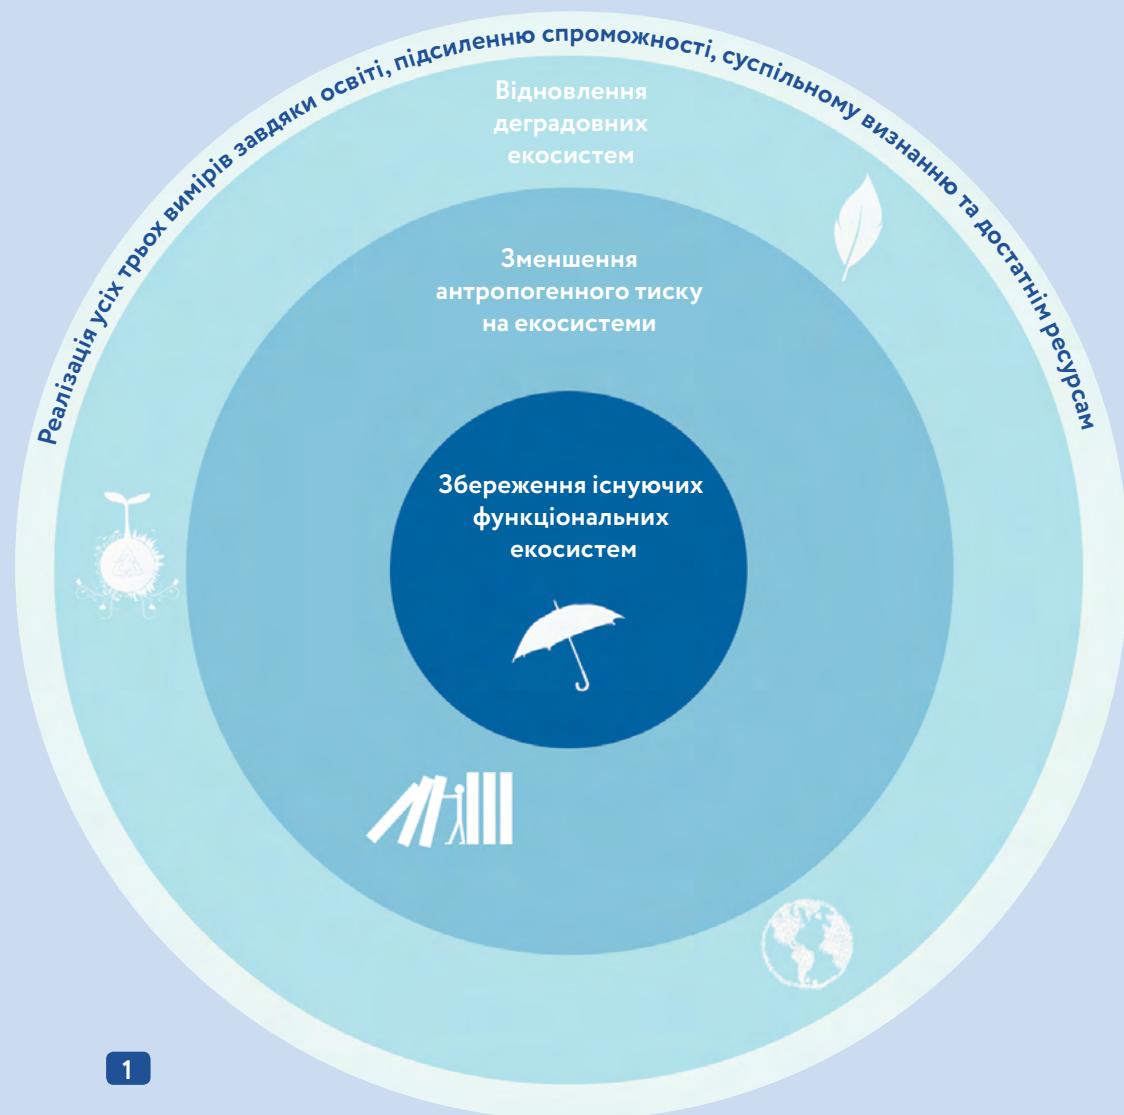 Реалізація усіх трьох вимірів завдяки освіті, підсиленню спроможності, суспільному визнанню та достатнім ресурсам
Відновлення
деградовних
екосистем
Зменшення
антропогенного тиску
на екосистеми
Збереження існуючих
функціональних
екосистем
1